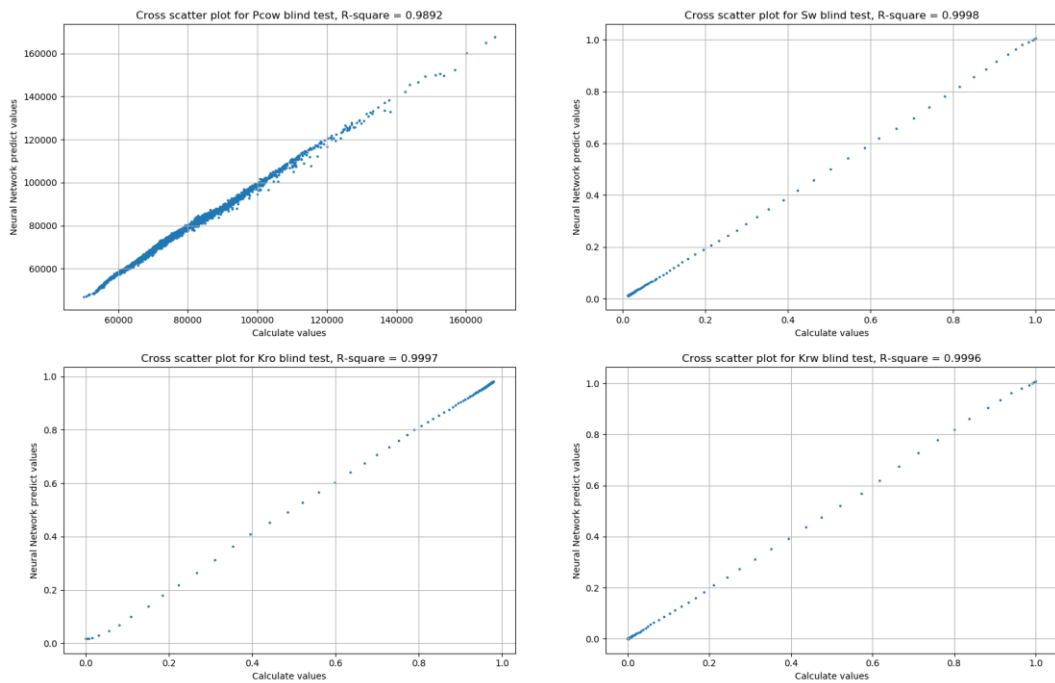 Cross scatter plot for Pcow blind test, R-square = 0.9892
Neural Network predict values
160000
140000
120000
100000
80000
60000
60000 80000 100000 120000 140000 160000
Calculate values
Cross scatter plot for Sw blind test, R-square = 0.9998
Neural Network predict values
1.0
0.8
0.6
0.4
0.2
0.0
0.0 0.2 0.4 0.6 0.8 1.0
Calculate values
Cross scatter plot for Kro blind test, R-square = 0.9997
Neural Network predict values
1.0
0.8
0.6
0.4
0.2
0.0
0.0 0.2 0.4 0.6 0.8 1.0
Calculate values
Cross scatter plot for Krw blind test, R-square = 0.9996
Neural Network predict values
1.0
0.8
0.6
0.4
0.2
0.0
0.0 0.2 0.4 0.6 0.8 1.0
Calculate values